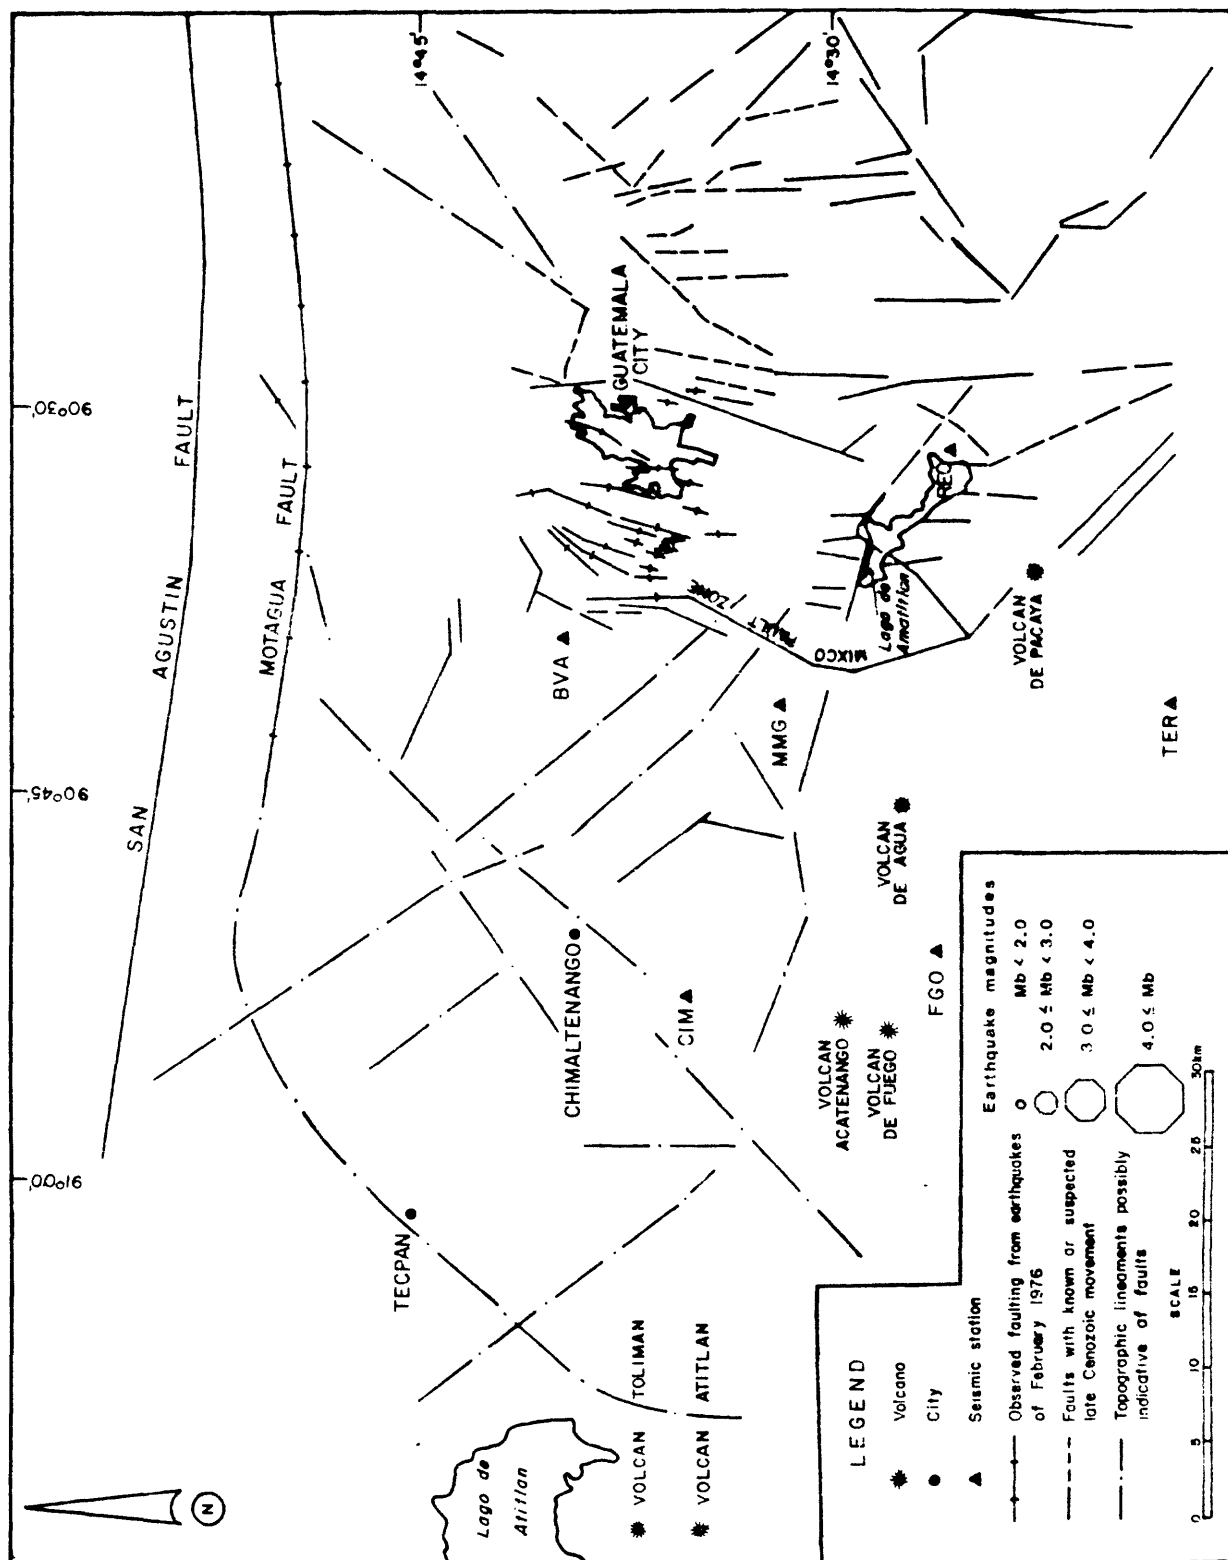 91°00'
90°45'
90°30'
14°45'
14°30'
SAN AGUSTIN FAULT
MOTAGUA FAULT
TECPAN
CHIMALTENANGO
BVA
GUATEMALA
CITY
Lago de
Atitlan
VOLCAN TOLIMAN
VOLCAN ATITLAN
CIM
MMG
MIXCO FAULT ZONE
VOLCAN
ACATENANGO
VOLCAN
DE FUEGO
VOLCAN
DE AGUA
FGO
Lago de
Amatitlan
REC
VOLCAN
DE PACAYA
TER
N
LEGEND
Volcano
City
Seismic station
Observed faulting from earthquakes
of February 1976
Faults with known or suspected
late Cenozoic movement
Topographic lineaments possibly
indicative of faults
Earthquake magnitudes
Mb < 2.0
2.0 ≤ Mb < 3.0
3.0 ≤ Mb < 4.0
4.0 ≤ Mb
SCALE
0 5 10 15 20 25 30km